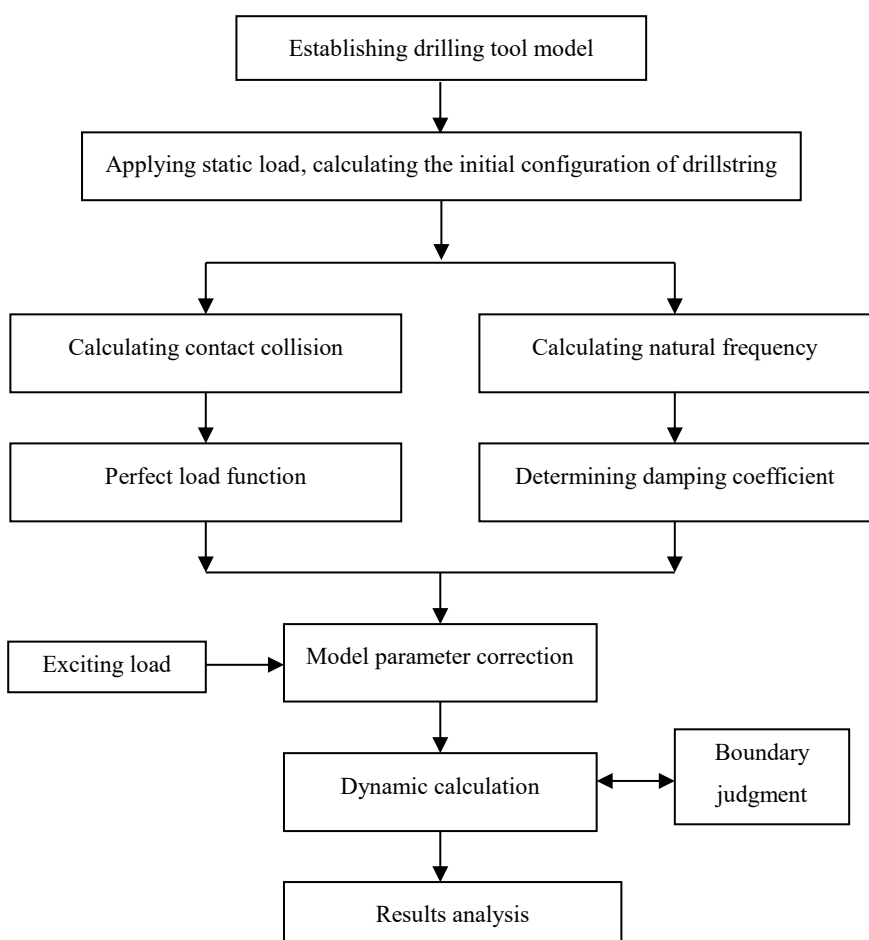 Establishing drilling tool model
Applying static load, calculating the initial configuration of drillstring
Calculating contact collision
Calculating natural frequency
Perfect load function
Determining damping coefficient
Exciting load
Model parameter correction
Dynamic calculation
Boundary
judgment
Results analysis